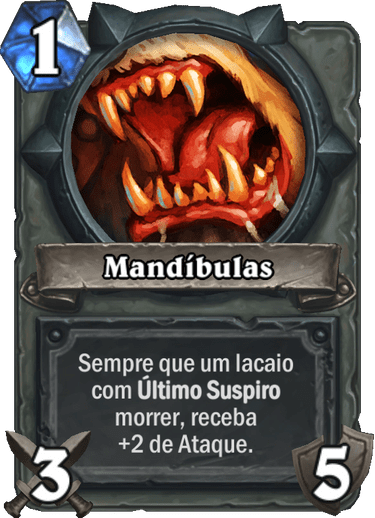 1
Mandíbulas
Sempre que um lacaio
com Último Suspiro
morrer, receba
+2 de Ataque.
3
5